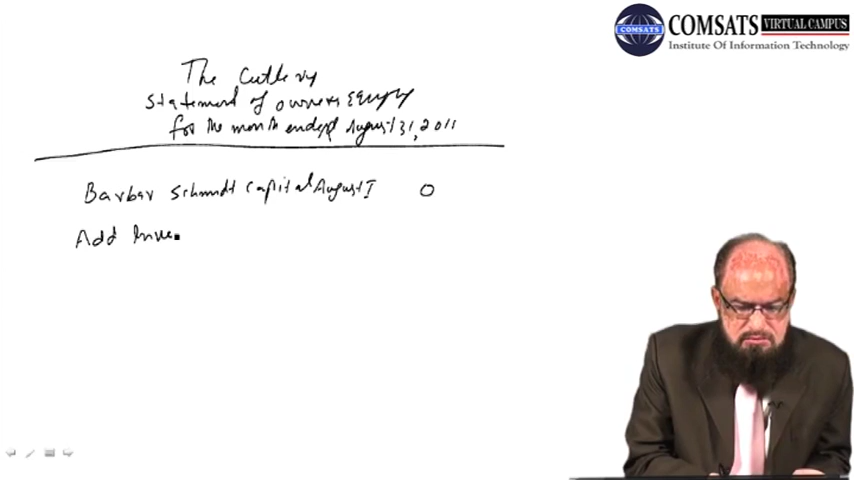 COMSATS VIRTUAL CAMPUS
Institute Of Information Technology
COMSATS
The Cutlery
Statement of owners Equity
for the month ended August 31, 2011
Barbar Schmidt Capital August 1 0
Add Inve